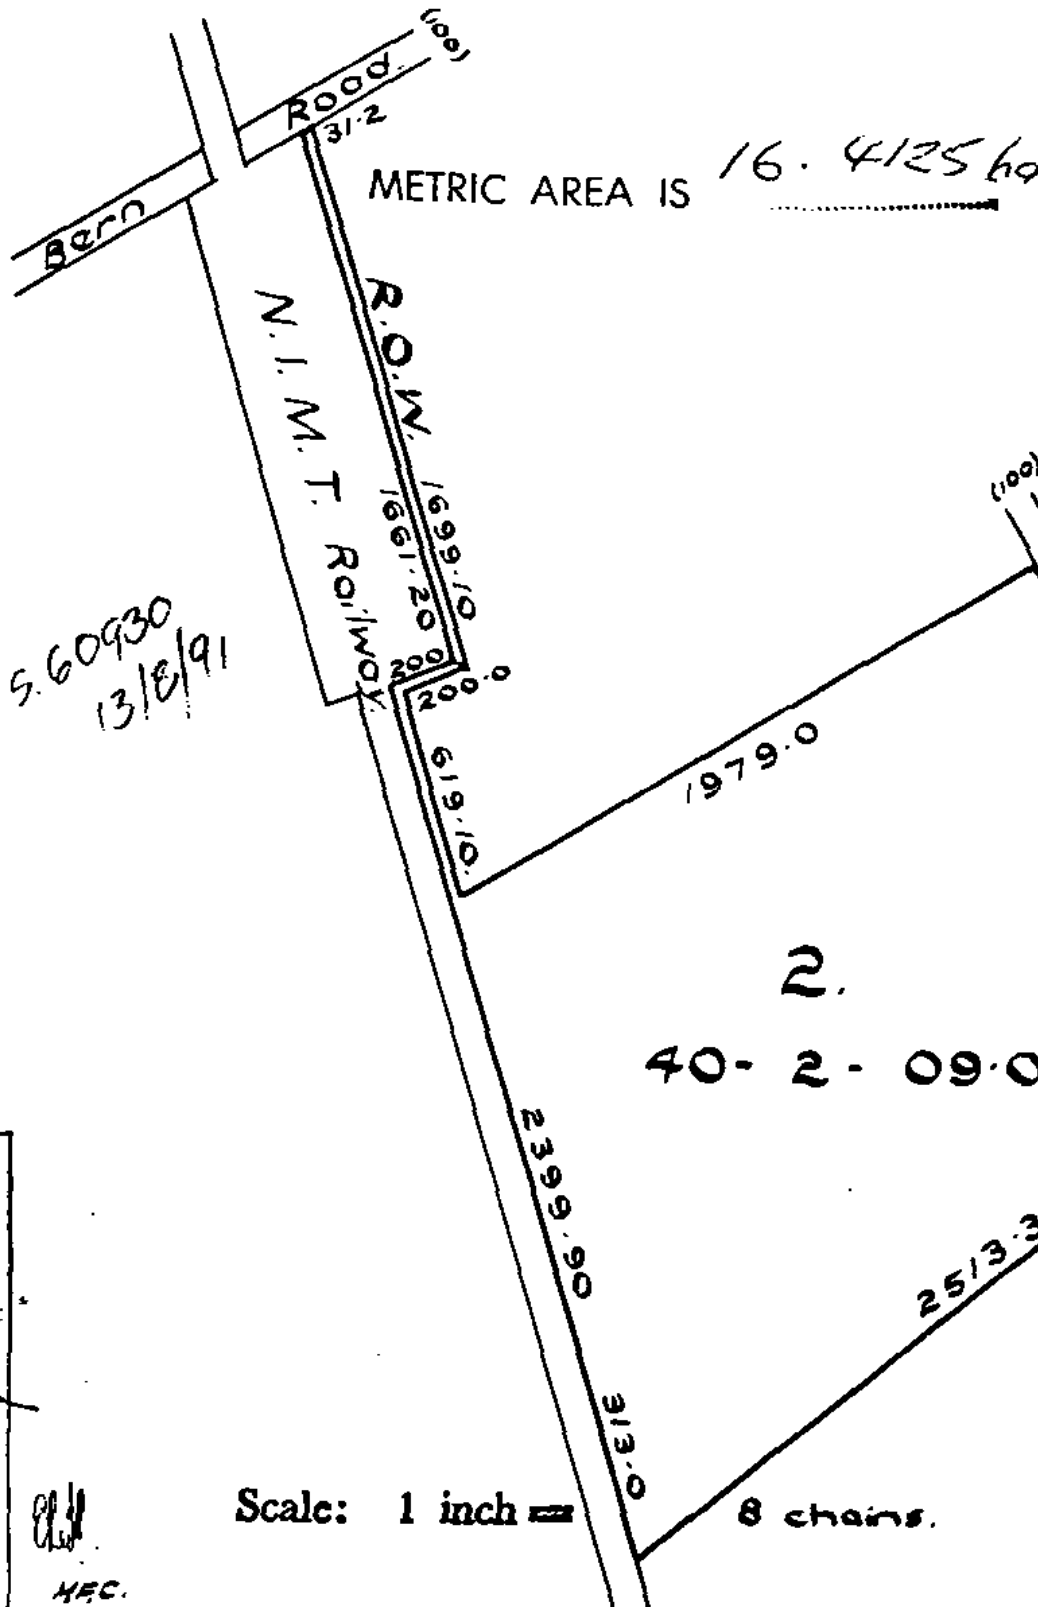 (100)
Bern Road.
31·2
METRIC AREA IS 16.4125 ha
R.O.W.
N.I.M.T. Railway.
1661·20
1699·10
(100)
S.60930
13/8/91
200
200·0
619·10.
1979·0
2.
40- 2- 09·0
2399·90
2513·3
313·0
Scale: 1 inch = 8 chains.